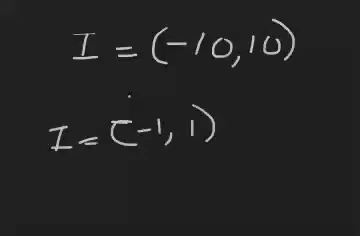 I = (-10, 10)
I = (-1, 1)